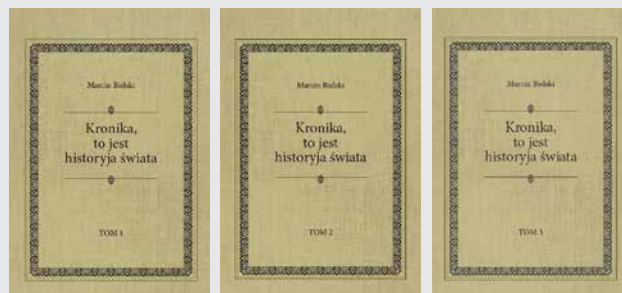 Marcin Bielski
Kronika,
to jest
historyja świata
TOM 1
Marcin Bielski
Kronika,
to jest
historyja świata
TOM 2
Marcin Bielski
Kronika,
to jest
historyja świata
TOM 3